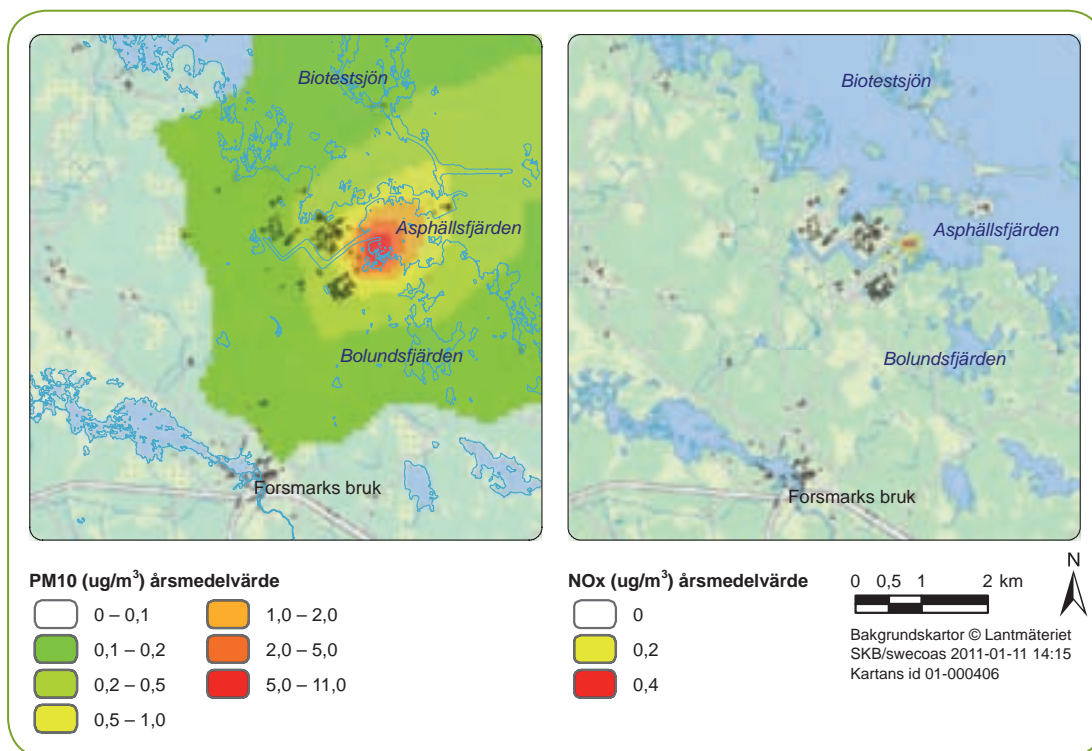 Biotestsjön
Asphällsfjärden
Bolundsfjärden
Forsmarks bruk
Biotestsjön
Asphällsfjärden
Bolundsfjärden
Forsmarks bruk
PM10 (ug/m³) årsmedelvärde
0 – 0,1
0,1 – 0,2
0,2 – 0,5
0,5 – 1,0
1,0 – 2,0
2,0 – 5,0
5,0 – 11,0
NOx (ug/m³) årsmedelvärde
0
0,2
0,4
0 0,5 1 2 km
N
Bakgrundskartor © Lantmäteriet
SKB/swecoas 2011-01-11 14:15
Kartans id 01-000406